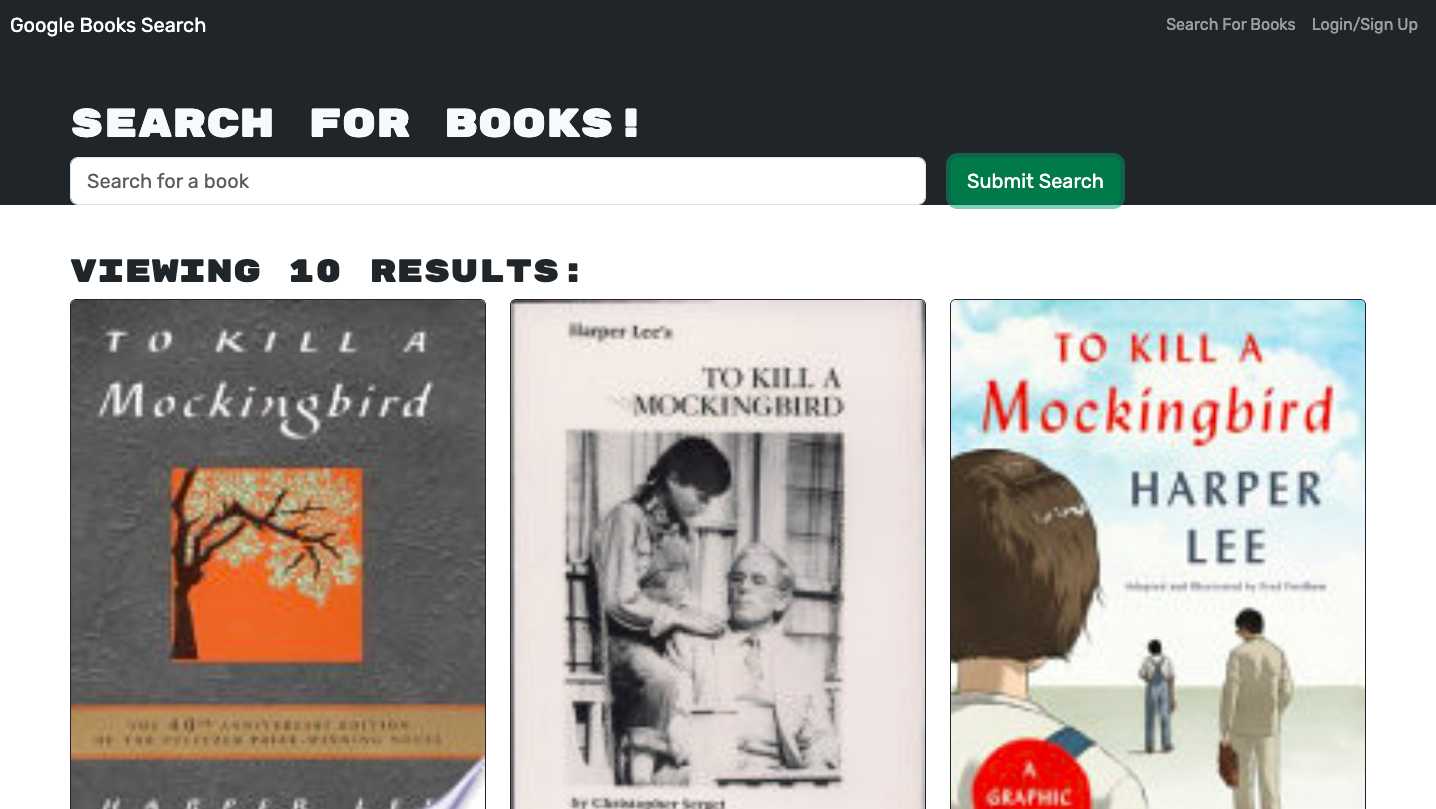 Google Books Search
Search For Books Login/Sign Up
SEARCH FOR BOOKS!
Search for a book
Submit Search
VIEWING 10 RESULTS:
TO KILL A
Mockingbird
THE 40TH ANNIVERSARY EDITION
OF THE PULITZER PRIZE-WINNING NOVEL
HARPER LEE
Harper Lee's
TO KILL A
MOCKINGBIRD
by Christopher Sergel
TO KILL A
Mockingbird
HARPER
LEE
Adapted and Illustrated by Fred Fordham
A
GRAPHIC